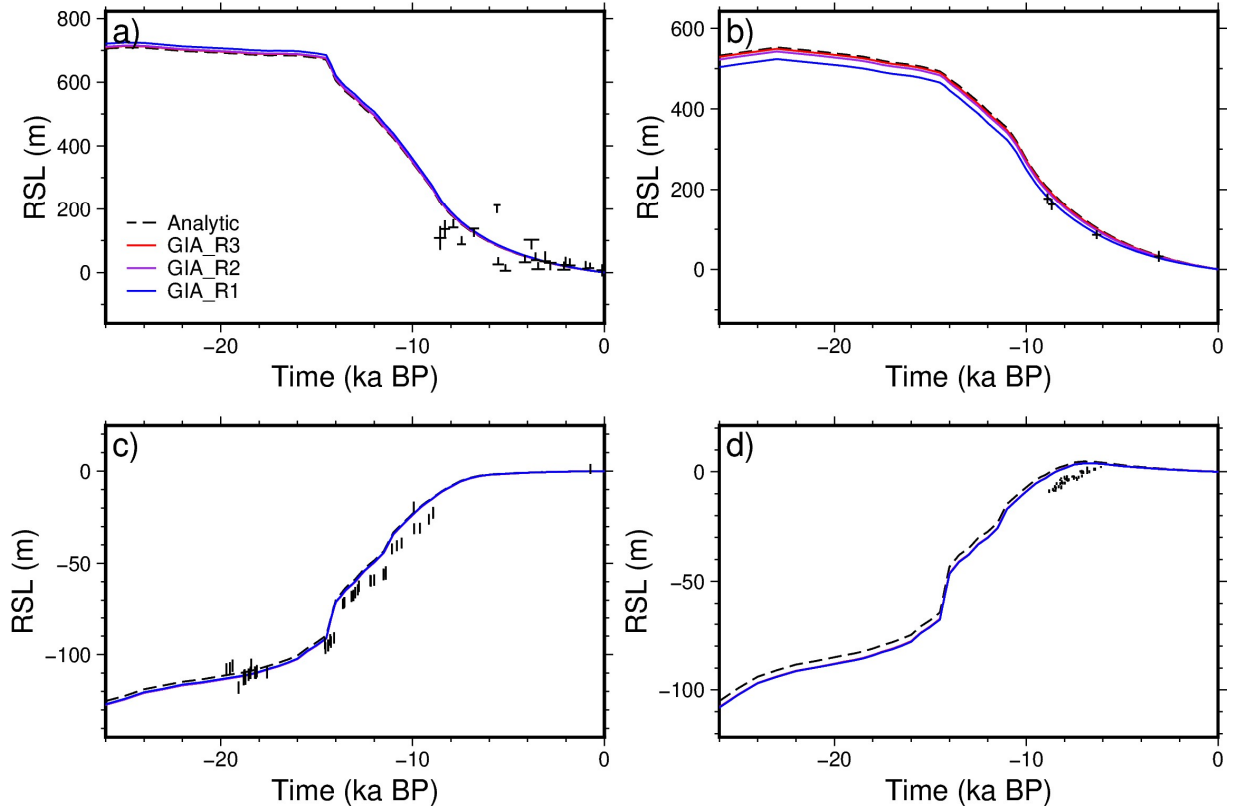 a)
800
600
400
200
0
RSL (m)
Analytic
GIA_R3
GIA_R2
GIA_R1
−20
−10
0
Time (ka BP)
b)
600
400
200
0
RSL (m)
−20
−10
0
Time (ka BP)
c)
0
−50
−100
RSL (m)
−20
−10
0
Time (ka BP)
d)
0
−50
−100
RSL (m)
−20
−10
0
Time (ka BP)